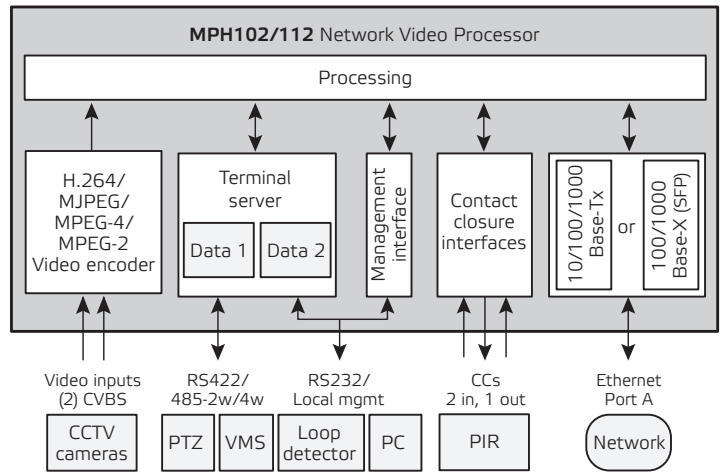 MPH102/112 Network Video Processor
Processing
H.264/
MJPEG/
MPEG-4/
MPEG-2
Video encoder
Terminal
server
Data 1
Data 2
Management
interface
Contact
closure
interfaces
10/100/1000
Base-Tx
or
100/1000
Base-X (SFP)
Video inputs
(2) CVBS
RS422/
485-2w/4w
RS232/
Local mgmt
CCs
2 in, 1 out
Ethernet
Port A
CCTV
cameras
PTZ
VMS
Loop
detector
PC
PIR
Network